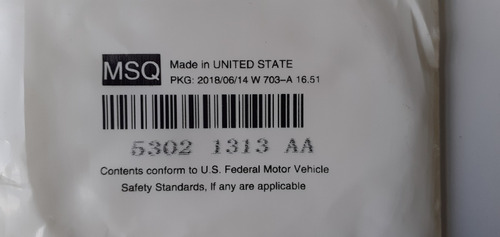 MSQ
Made in UNITED STATE
PKG: 2018/06/14 W 703-A 16.51
5302 1313 AA
Contents conform to U.S. Federal Motor Vehicle
Safety Standards, If any are applicable